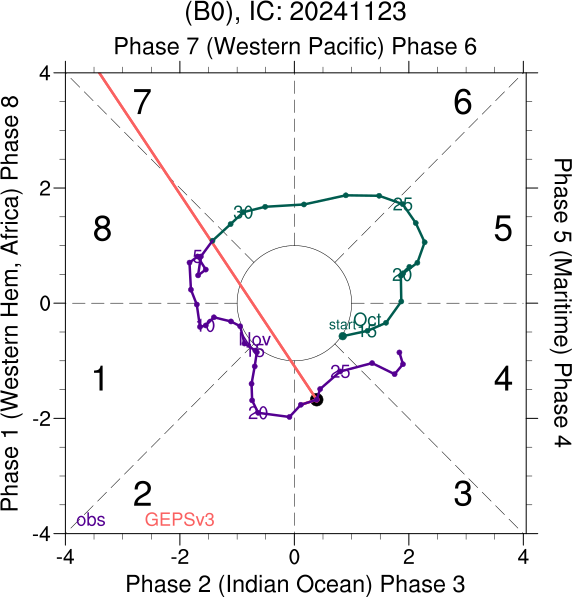 (B0), IC: 20241123
Phase 7 (Western Pacific) Phase 6
4
7
6
2
30
25
8
5
5
20
0
start
Oct
15
10
Nov
15
1
4
25
-2
20
2
3
obs
GEPSv3
-4
-4
-2
0
2
4
Phase 2 (Indian Ocean) Phase 3
Phase 1 (Western Hem, Africa) Phase 8
Phase 5 (Maritime) Phase 4